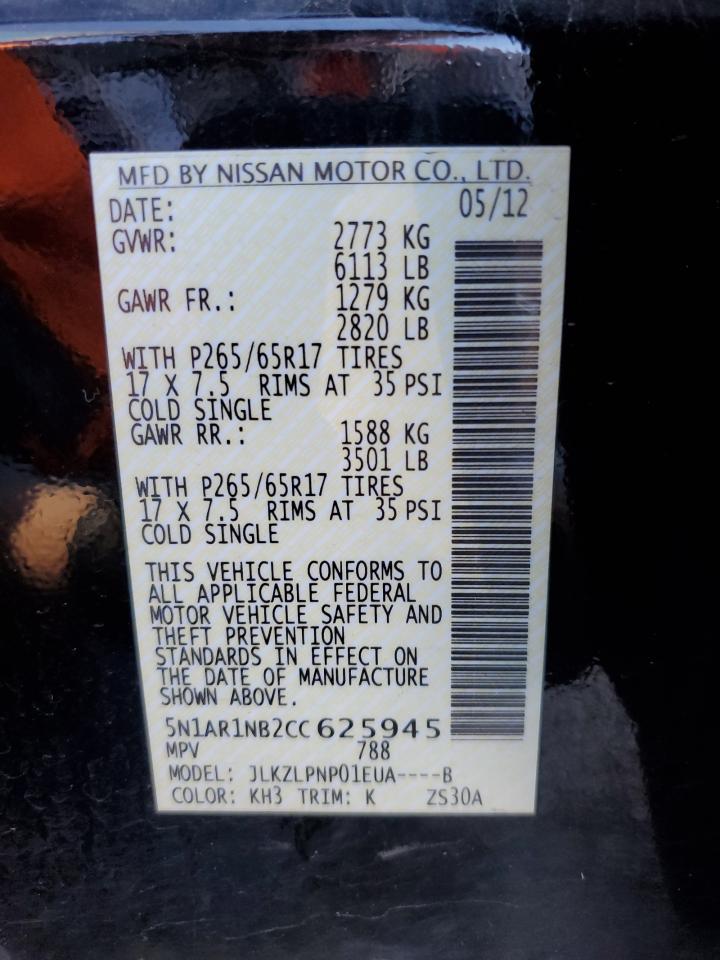 MFD BY NISSAN MOTOR CO., LTD.
DATE: 05/12
GVWR: 2773 KG
6113 LB
GAWR FR.: 1279 KG
2820 LB
WITH P265/65R17 TIRES
17 X 7.5 RIMS AT 35 PSI
COLD SINGLE
GAWR RR.: 1588 KG
3501 LB
WITH P265/65R17 TIRES
17 X 7.5 RIMS AT 35 PSI
COLD SINGLE
THIS VEHICLE CONFORMS TO
ALL APPLICABLE FEDERAL
MOTOR VEHICLE SAFETY AND
THEFT PREVENTION
STANDARDS IN EFFECT ON
THE DATE OF MANUFACTURE
SHOWN ABOVE.
5N1AR1NB2CC625945
MPV 788
MODEL: JLKZLPNP01EUA----B
COLOR: KH3 TRIM: K ZS30A